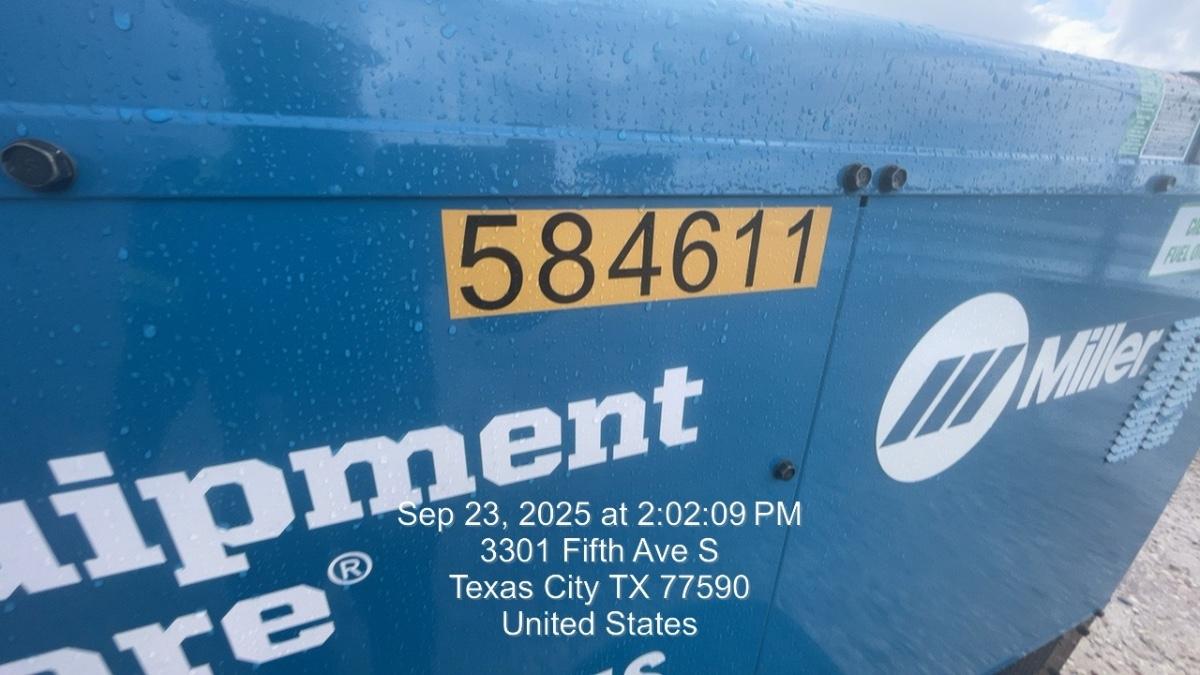 584611
Miller
uipment
ore®
Sep 23, 2025 at 2:02:09 PM
3301 Fifth Ave S
Texas City TX 77590
United States